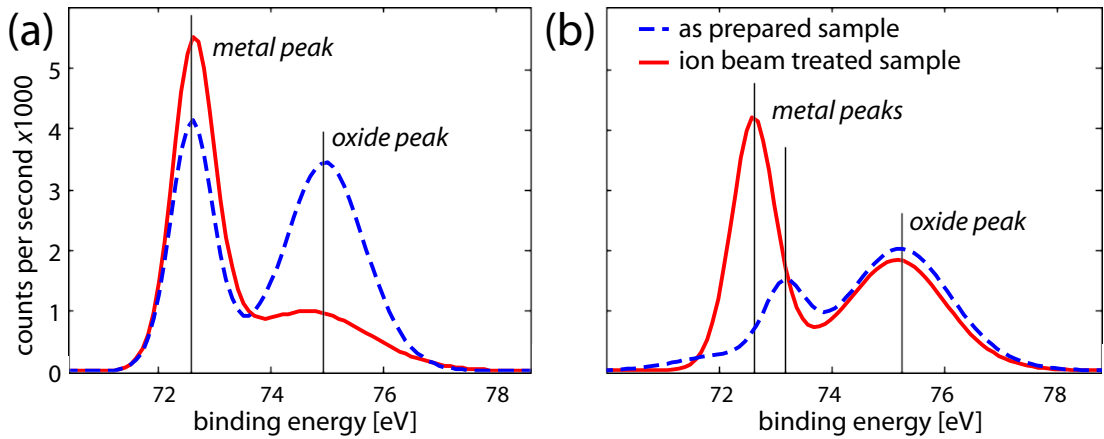 (a)
metal peak
oxide peak
counts per second x1000
5
4
3
2
1
0
72
74
76
78
binding energy [eV]
(b)
as prepared sample
ion beam treated sample
metal peaks
oxide peak
72
74
76
78
binding energy [eV]